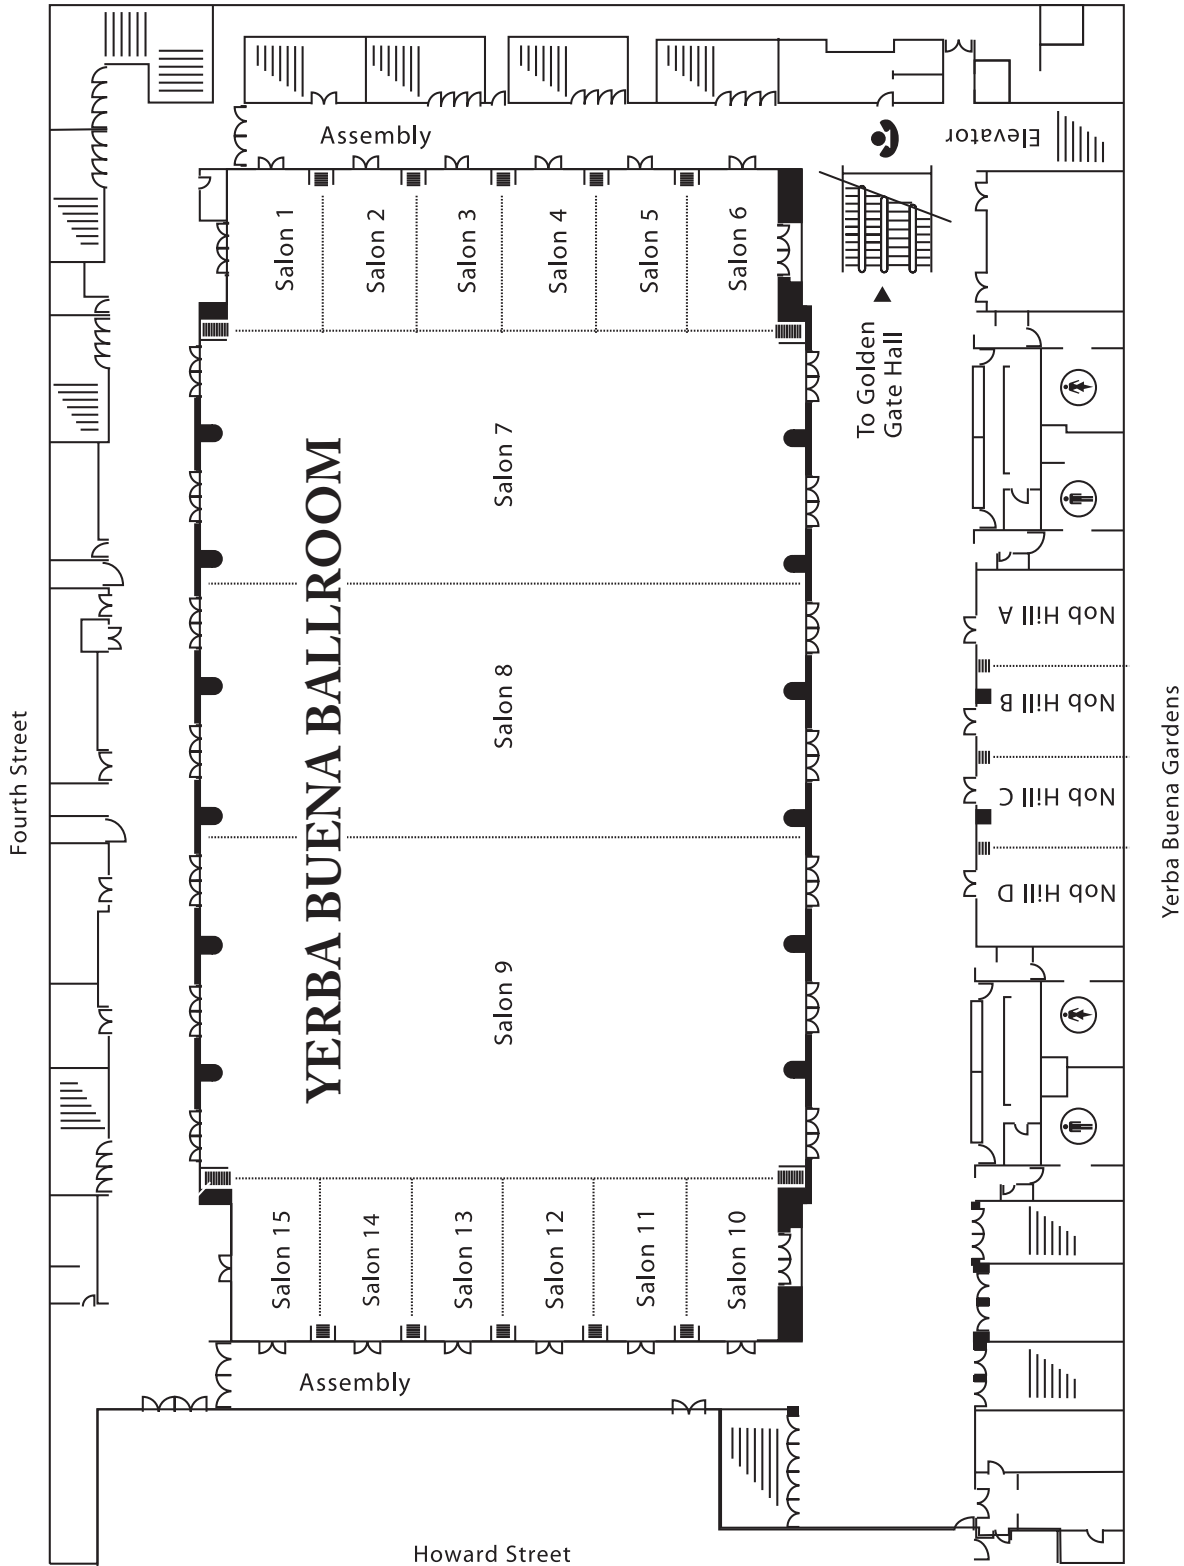 Assembly
Elevator
Salon 1
Salon 2
Salon 3
Salon 4
Salon 5
Salon 6
To Golden
Gate Hall
Salon 7
YERBA BUENA BALLROOM
Salon 8
Salon 9
Nob Hill A
Nob Hill B
Nob Hill C
Nob Hill D
Fourth Street
Yerba Buena Gardens
Salon 15
Salon 14
Salon 13
Salon 12
Salon 11
Salon 10
Assembly
Howard Street